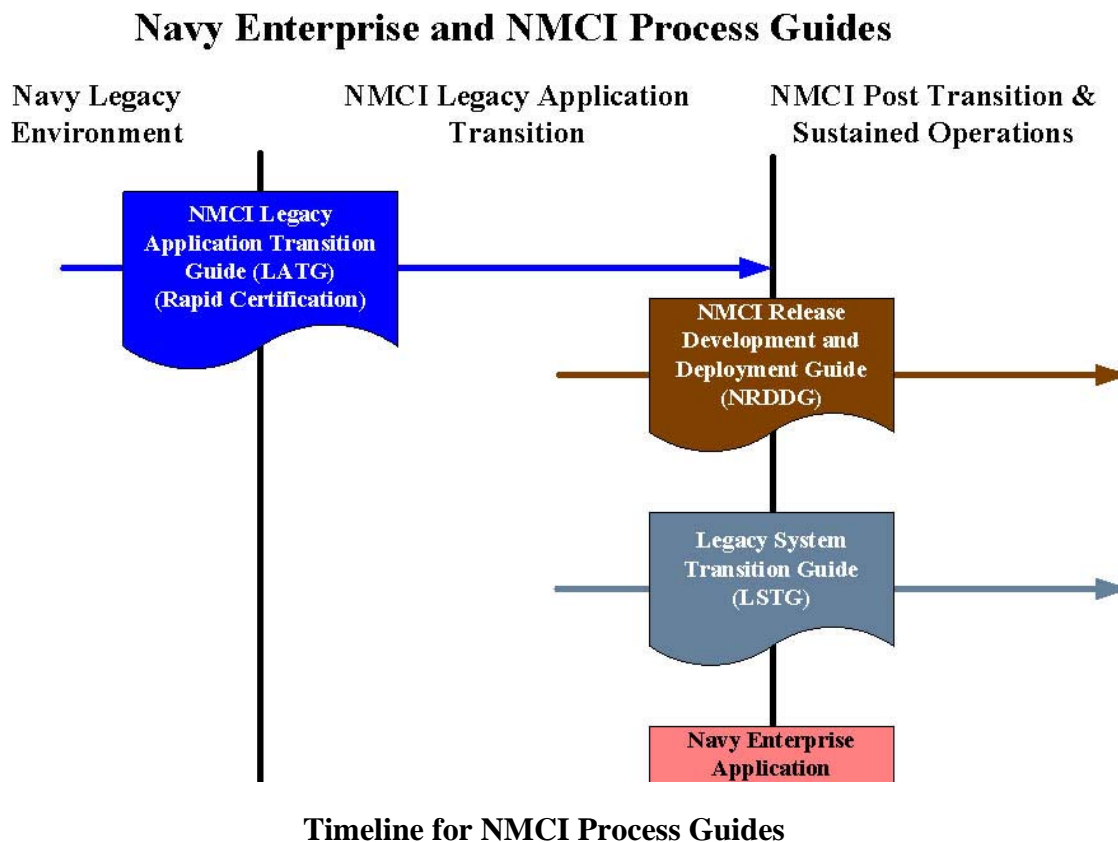 Navy Enterprise and NMCI Process Guides
Navy Legacy
Environment
NMCI Legacy Application
Transition
NMCI Post Transition &
Sustained Operations
NMCI Legacy
Application Transition
Guide (LATG)
(Rapid Certification)
NMCI Release
Development and
Deployment Guide
(NRDDG)
Legacy System
Transition Guide
(LSTG)
Navy Enterprise
Application
Timeline for NMCI Process Guides